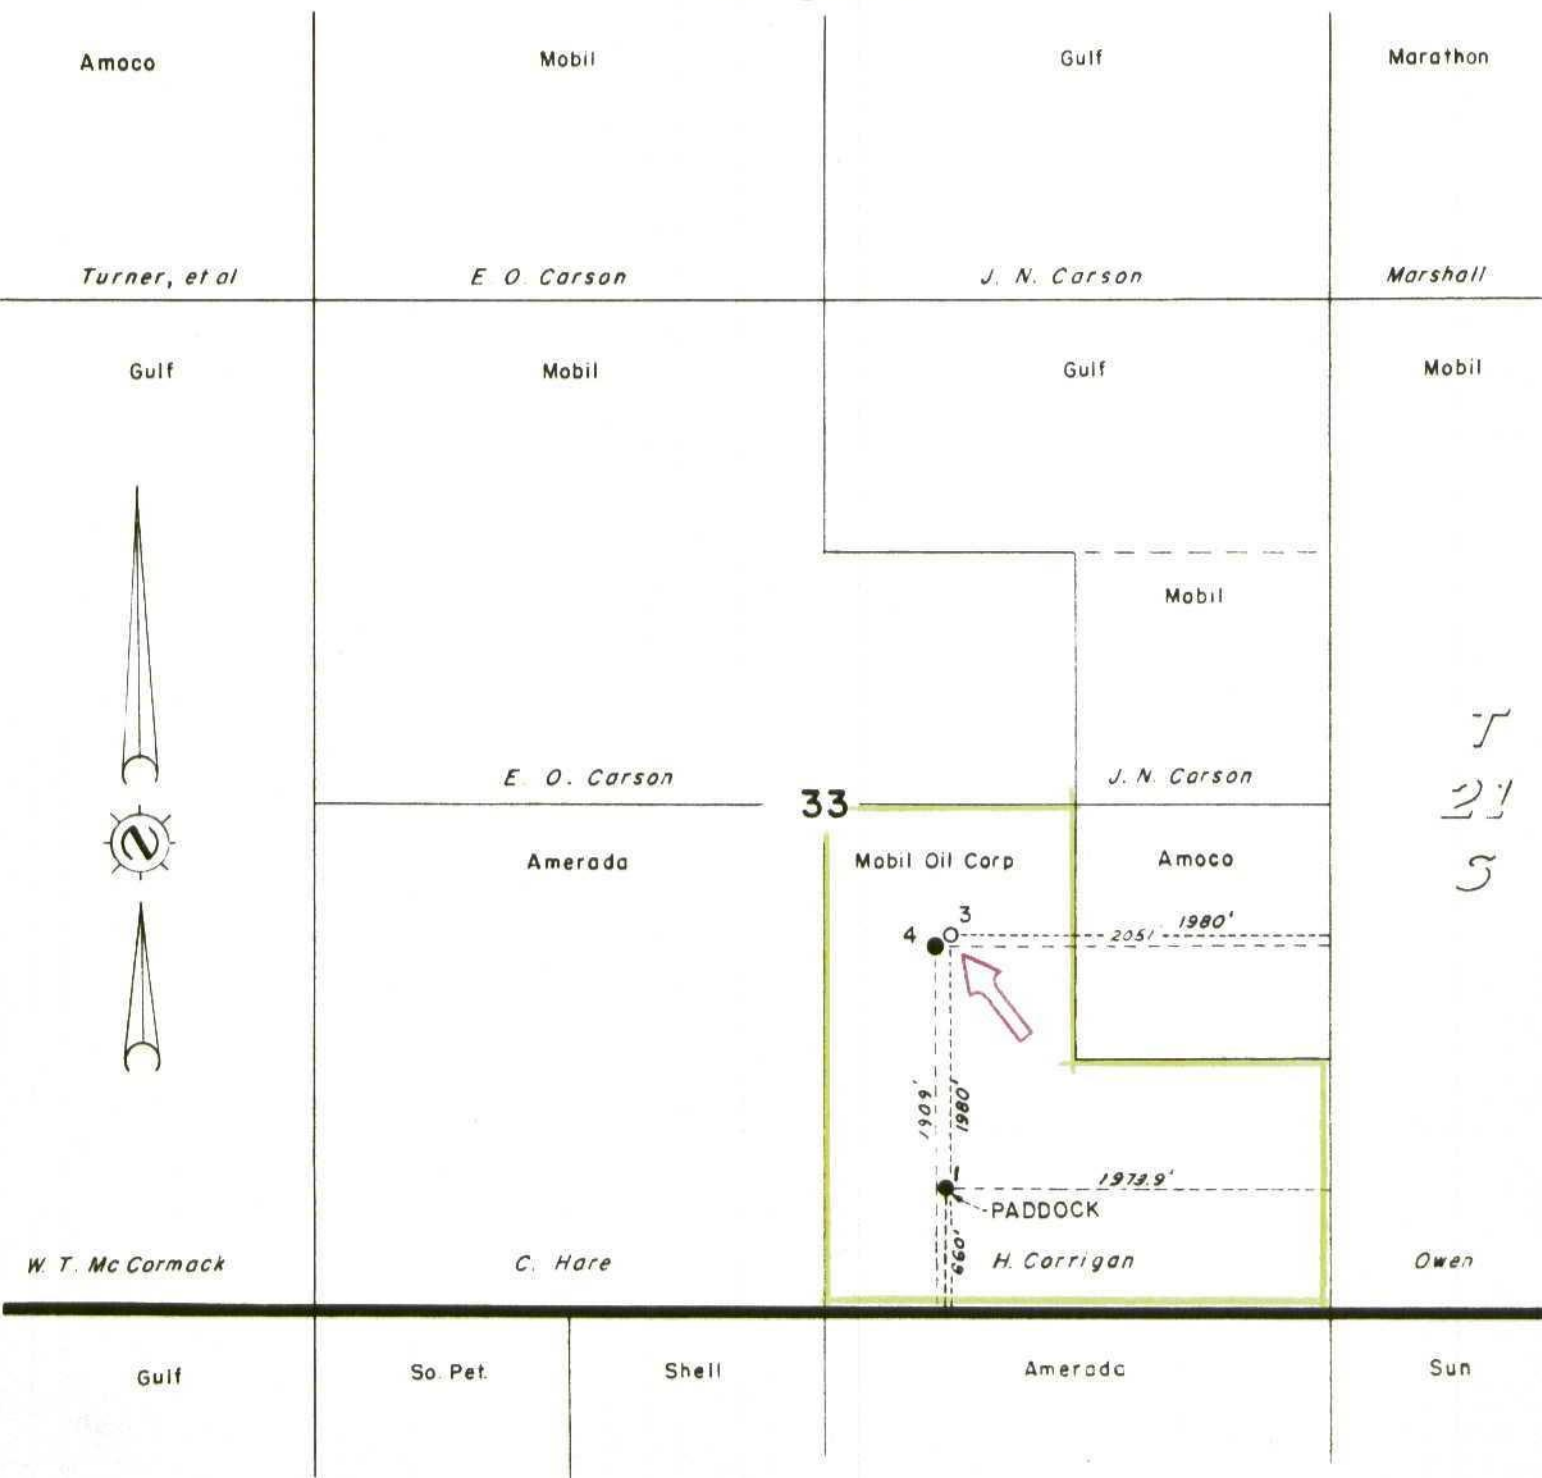 Amoco
Mobil
Gulf
Marathon
Turner, et al
E. O. Carson
J. N. Carson
Marshall
Gulf
Mobil
Gulf
Mobil
Mobil
T
21
S
E. O. Carson
J. N. Carson
33
Amerada
Mobil Oil Corp
Amoco
N
3
4
1980'
2051'
1909'
1980'
1
1973.9'
PADDOCK
660'
W. T. McCormack
C. Hare
H. Corrigan
Owen
Gulf
So. Pet.
Shell
Amerada
Sun